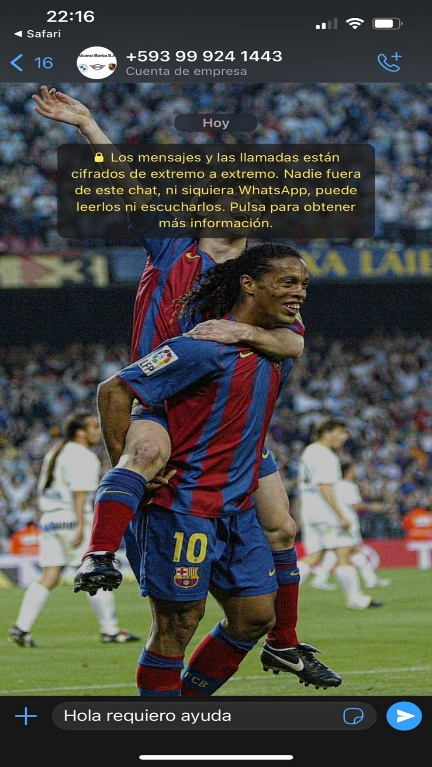 22:16
Safari
16
+593 99 924 1443
Cuenta de empresa
Hoy
Los mensajes y las llamadas están
cifrados de extremo a extremo. Nadie fuera
de este chat, ni siquiera WhatsApp, puede
leerlos ni escucharlos. Pulsa para obtener
más información.
LFP
10
FCB
Hola requiero ayuda